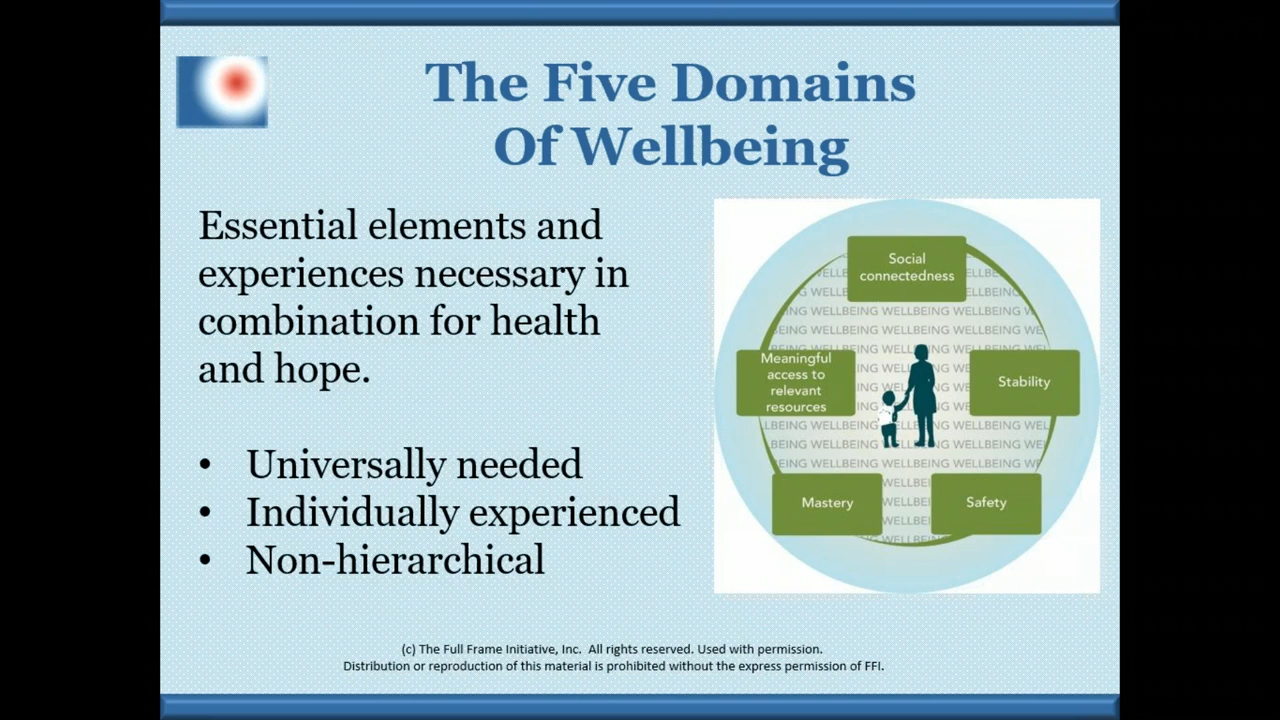 The Five Domains
Of Wellbeing
Essential elements and
experiences necessary in
combination for health
and hope.
• Universally needed
• Individually experienced
• Non-hierarchical
Social
connectedness
Meaningful
access to
relevant
resources
Stability
Mastery
Safety
WELLBEING WELLBEING WELLBEING
(c) The Full Frame Initiative, Inc. All rights reserved. Used with permission.
Distribution or reproduction of this material is prohibited without the express permission of FFI.